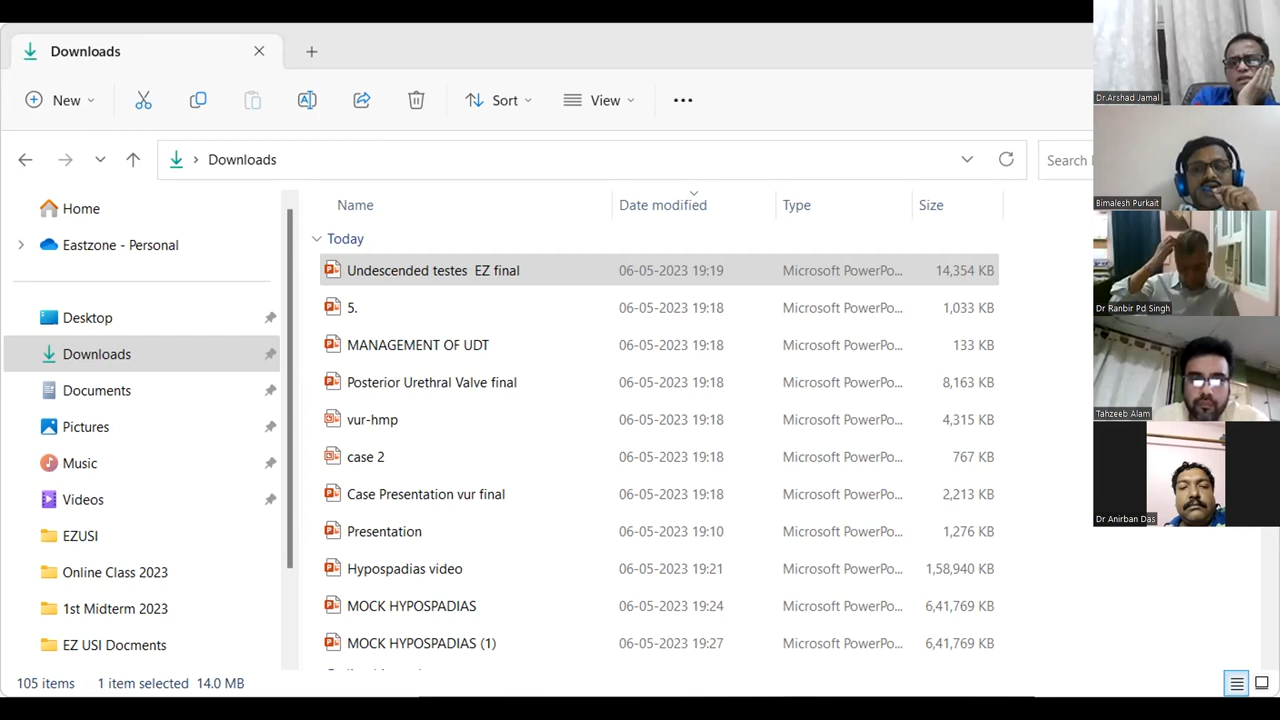 Downloads
New
Sort
View
Downloads
Search
Home
Eastzone - Personal
Desktop
Downloads
Documents
Pictures
Music
Videos
EZUSI
Online Class 2023
1st Midterm 2023
EZ USI Docments
Name Date modified Type Size
Today
Undescended testes EZ final 06-05-2023 19:19 Microsoft PowerPo... 14,354 KB
5. 06-05-2023 19:18 Microsoft PowerPo... 1,033 KB
MANAGEMENT OF UDT 06-05-2023 19:18 Microsoft PowerPo... 133 KB
Posterior Urethral Valve final 06-05-2023 19:18 Microsoft PowerPo... 8,163 KB
vur-hmp 06-05-2023 19:18 Microsoft PowerPo... 4,315 KB
case 2 06-05-2023 19:18 Microsoft PowerPo... 767 KB
Case Presentation vur final 06-05-2023 19:18 Microsoft PowerPo... 2,213 KB
Presentation 06-05-2023 19:10 Microsoft PowerPo... 1,276 KB
Hypospadias video 06-05-2023 19:21 Microsoft PowerPo... 1,58,940 KB
MOCK HYPOSPADIAS 06-05-2023 19:24 Microsoft PowerPo... 6,41,769 KB
MOCK HYPOSPADIAS (1) 06-05-2023 19:27 Microsoft PowerPo... 6,41,769 KB
105 items 1 item selected 14.0 MB
Dr.Arshad Jamal
Bimalesh Purkait
Dr Ranbir Pd Singh
Tahzeeb Alam
Dr Anirban Das